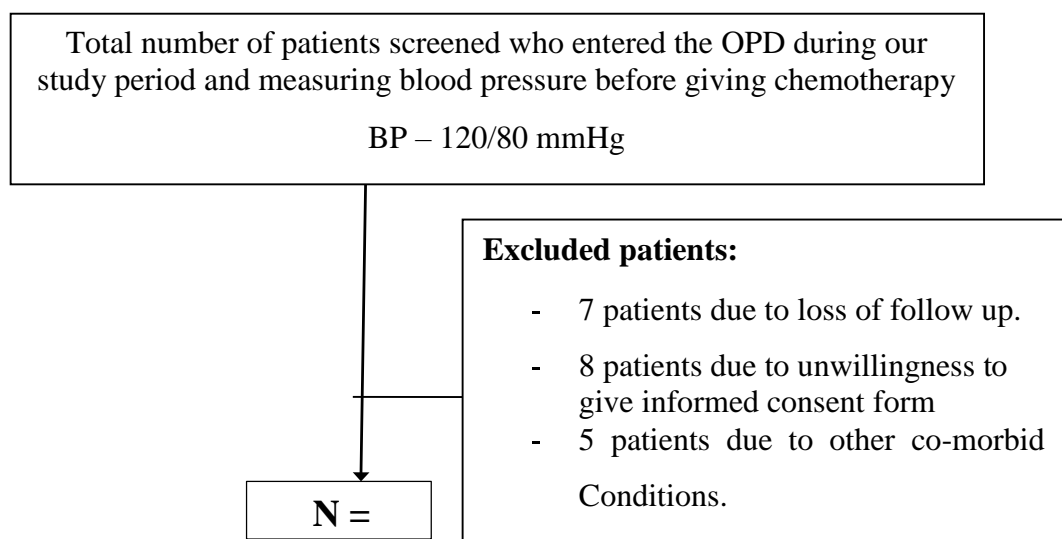 Total number of patients screened who entered the OPD during our
study period and measuring blood pressure before giving chemotherapy
BP – 120/80 mmHg
Excluded patients:
- 7 patients due to loss of follow up.
- 8 patients due to unwillingness to
give informed consent form
- 5 patients due to other co-morbid
Conditions.
N =